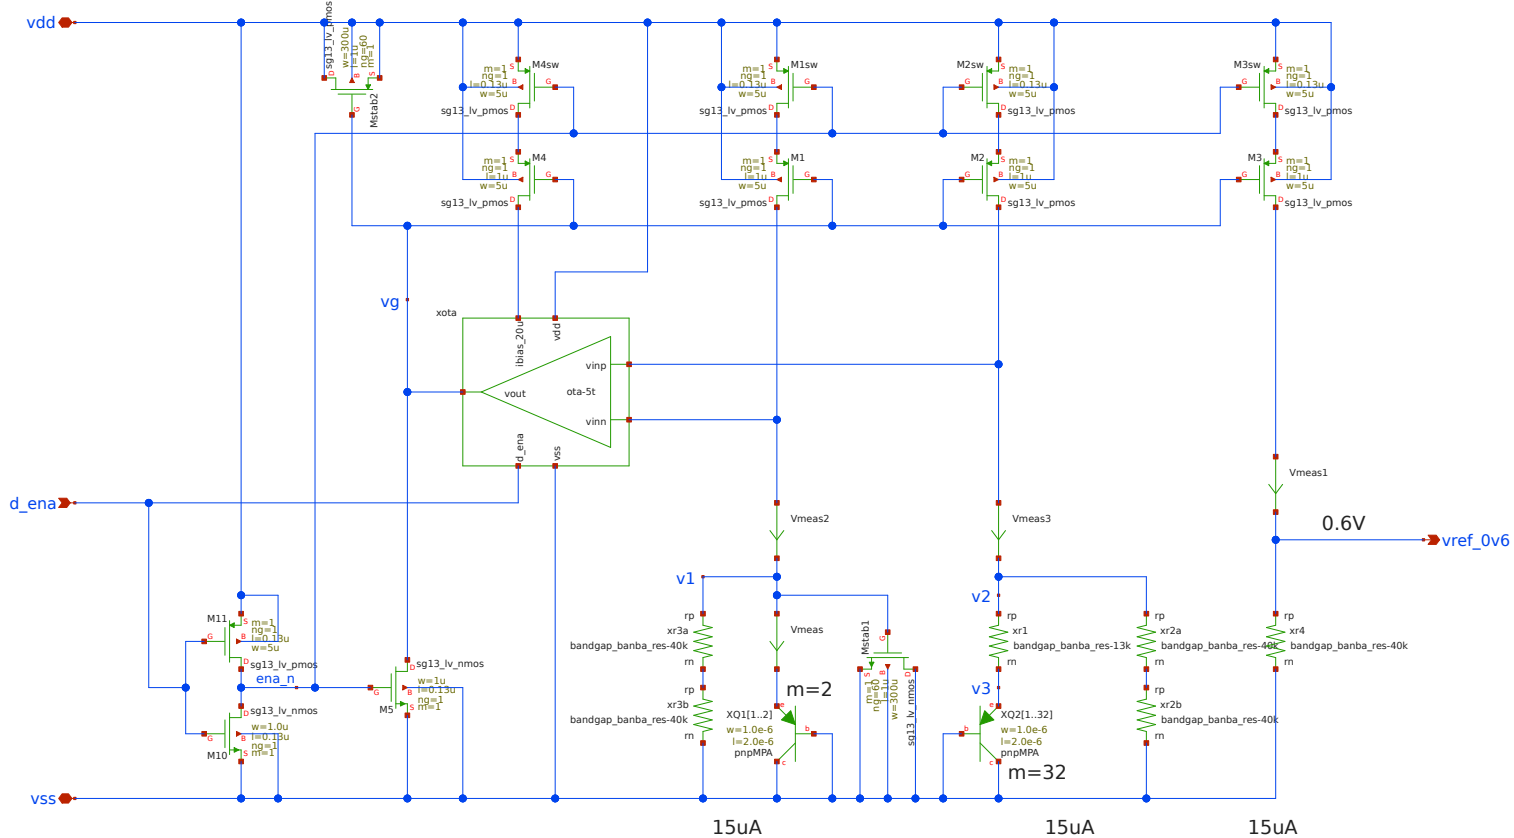 vdd
sg13_lv_pmos
w=300u
l=1u
ng=60
m=1
D
B
S
G
Mstab2
M4sw
m=1
ng=1
l=0.13u
w=5u
S
B
G
D
sg13_lv_pmos
M1sw
m=1
ng=1
l=0.13u
w=5u
S
B
G
D
sg13_lv_pmos
M2sw
m=1
ng=1
l=0.13u
w=5u
S
B
G
D
sg13_lv_pmos
M3sw
m=1
ng=1
l=0.13u
w=5u
S
B
G
D
sg13_lv_pmos
M4
m=1
ng=1
l=1u
w=5u
S
B
G
D
sg13_lv_pmos
M1
m=1
ng=1
l=1u
w=5u
S
B
G
D
sg13_lv_pmos
M2
m=1
ng=1
l=1u
w=5u
S
B
G
D
sg13_lv_pmos
M3
m=1
ng=1
l=1u
w=5u
S
B
G
D
sg13_lv_pmos
vg
xota
ibias_20u
vdd
vinp
vout
ota-5t
vinn
d_ena
vss
d_ena
Vmeas1
0.6V
vref_0v6
Vmeas2
Vmeas3
v1
v2
M11
m=1
ng=1
l=0.13u
w=5u
S
B
G
D
sg13_lv_pmos
ena_n
sg13_lv_nmos
w=1.0u
l=0.13u
ng=1
m=1
D
B
G
S
M10
sg13_lv_nmos
w=1u
l=0.13u
ng=1
m=1
D
B
G
S
M5
rp
xr3a
bandgap_banba_res-40k
rn
rp
xr3b
bandgap_banba_res-40k
rn
Vmeas
m=2
XQ1[1..2]
w=1.0e-6
l=2.0e-6
pnpMPA
e
b
c
Mstab1
G
S
B
D
m=1
ng=60
l=1u
w=300u
sg13_lv_nmos
rp
xr1
bandgap_banba_res-13k
rn
v3
XQ2[1..32]
w=1.0e-6
l=2.0e-6
pnpMPA
e
b
c
m=32
rp
xr2a
bandgap_banba_res-40k
rn
rp
xr2b
bandgap_banba_res-40k
rn
rp
xr4
bandgap_banba_res-40k
rn
vss
15uA
15uA
15uA